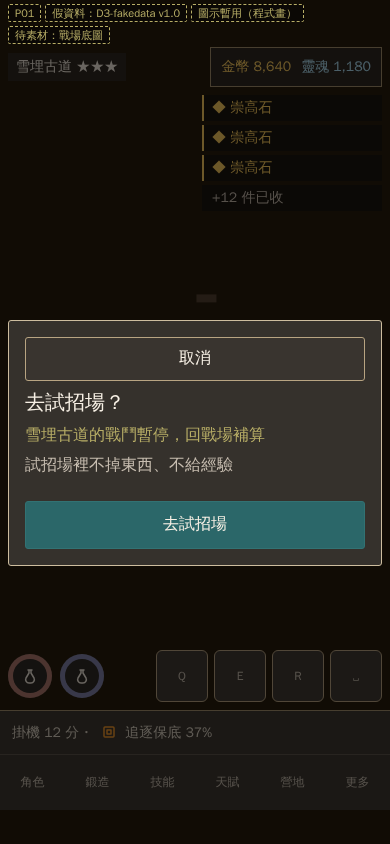 P01 假資料：D3-fakedata v1.0 圖示暫用（程式畫）
待素材：戰場底圖
雪埋古道 ★★★ 金幣 8,640 靈魂 1,180
◆ 崇高石
◆ 崇高石
◆ 崇高石
+12 件已收
取消
去試招場？
雪埋古道的戰鬥暫停，回戰場補算
試招場裡不掉東西、不給經驗
去試招場
Q E R ␣
掛機 12 分 · 追逐保底 37%
角色 鍛造 技能 天賦 營地 更多